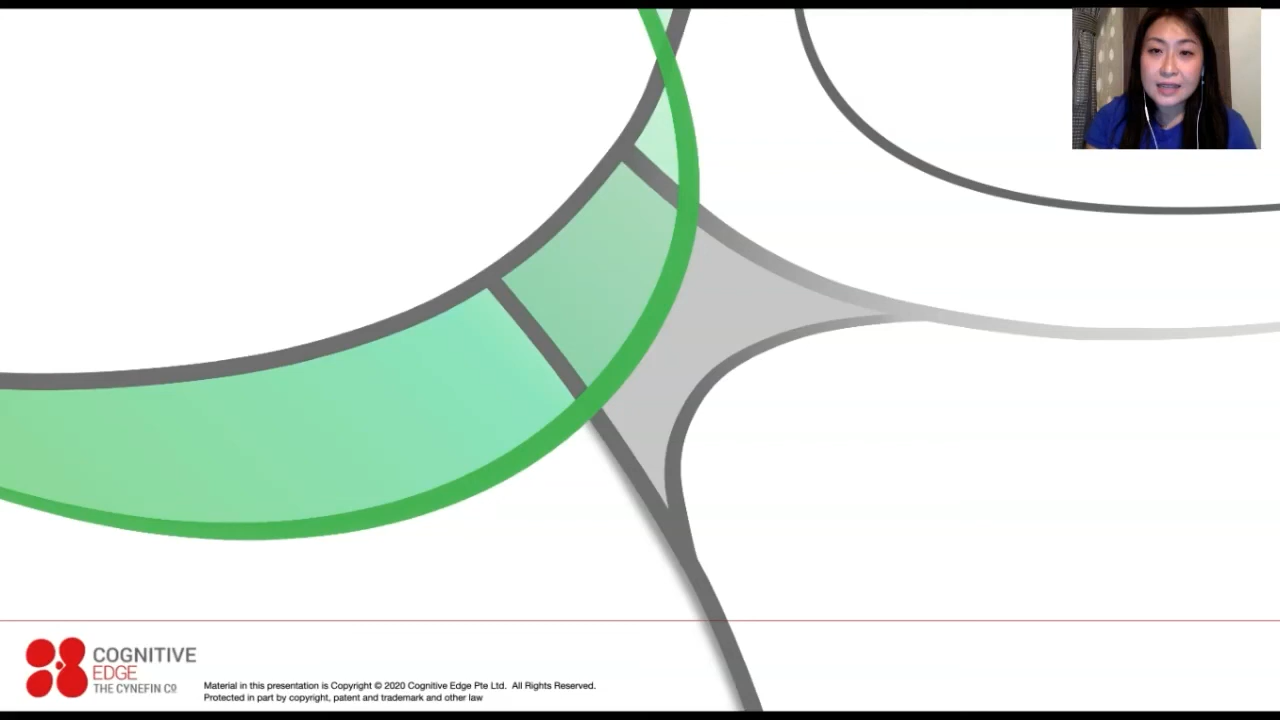 COGNITIVE
EDGE
THE CYNEFIN CO
Material in this presentation is Copyright © 2020 Cognitive Edge Pte Ltd.  All Rights Reserved.
Protected in part by copyright, patent and trademark and other law